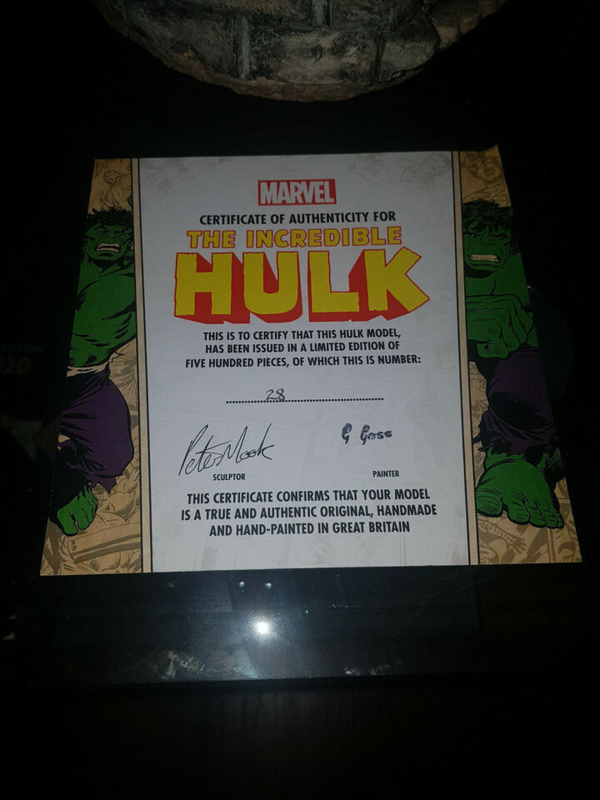 MARVEL
CERTIFICATE OF AUTHENTICITY FOR
THE INCREDIBLE
HULK
THIS IS TO CERTIFY THAT THIS HULK MODEL,
HAS BEEN ISSUED IN A LIMITED EDITION OF
FIVE HUNDRED PIECES, OF WHICH THIS IS NUMBER:
28
Peter Mook G Goss
SCULPTOR PAINTER
THIS CERTIFICATE CONFIRMS THAT YOUR MODEL
IS A TRUE AND AUTHENTIC ORIGINAL, HANDMADE
AND HAND-PAINTED IN GREAT BRITAIN